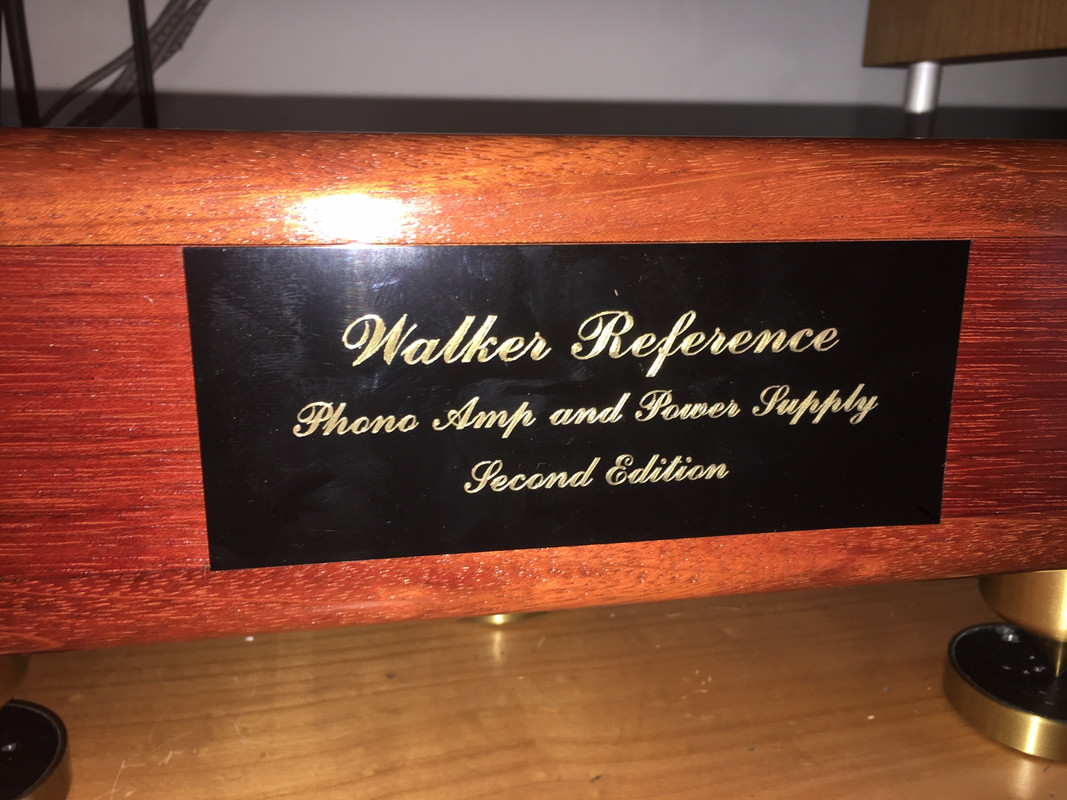 Walker Reference
Phono Amp and Power Supply
Second Edition